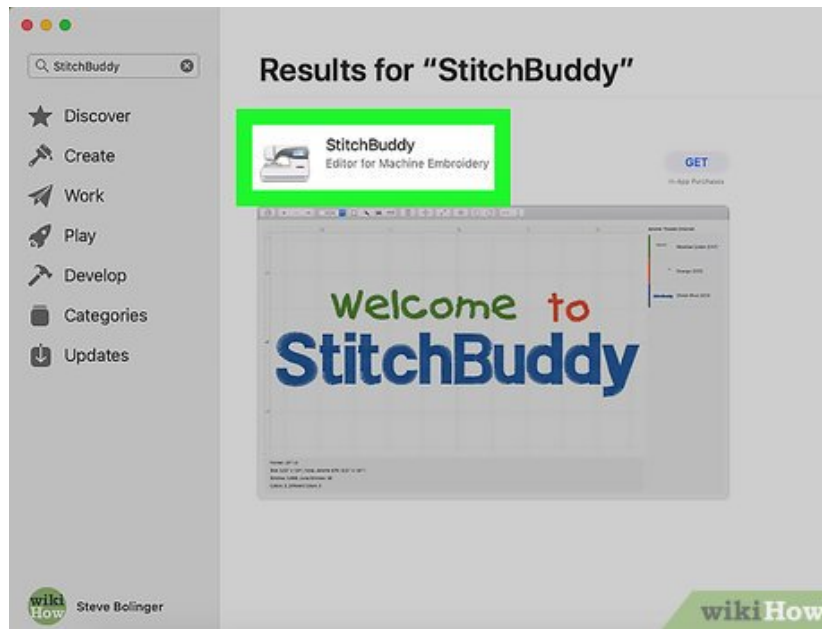 StitchBuddy
Results for “StitchBuddy”
Discover
Create
Work
Play
Develop
Categories
Updates
StitchBuddy
Editor for Machine Embroidery
GET
In-App Purchases
Welcome to
StitchBuddy
wiki
How
Steve Bolinger
wikiHow